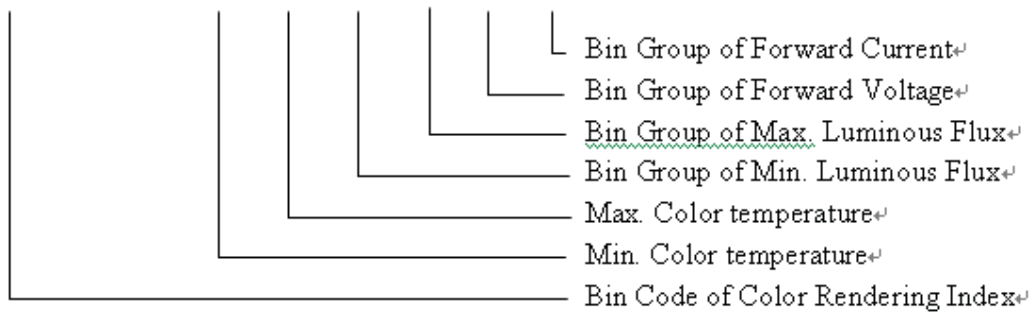 Bin Group of Forward Current↵
Bin Group of Forward Voltage↵
Bin Group of Max. Luminous Flux↵
Bin Group of Min. Luminous Flux↵
Max. Color temperature↵
Min. Color temperature↵
Bin Code of Color Rendering Index↵